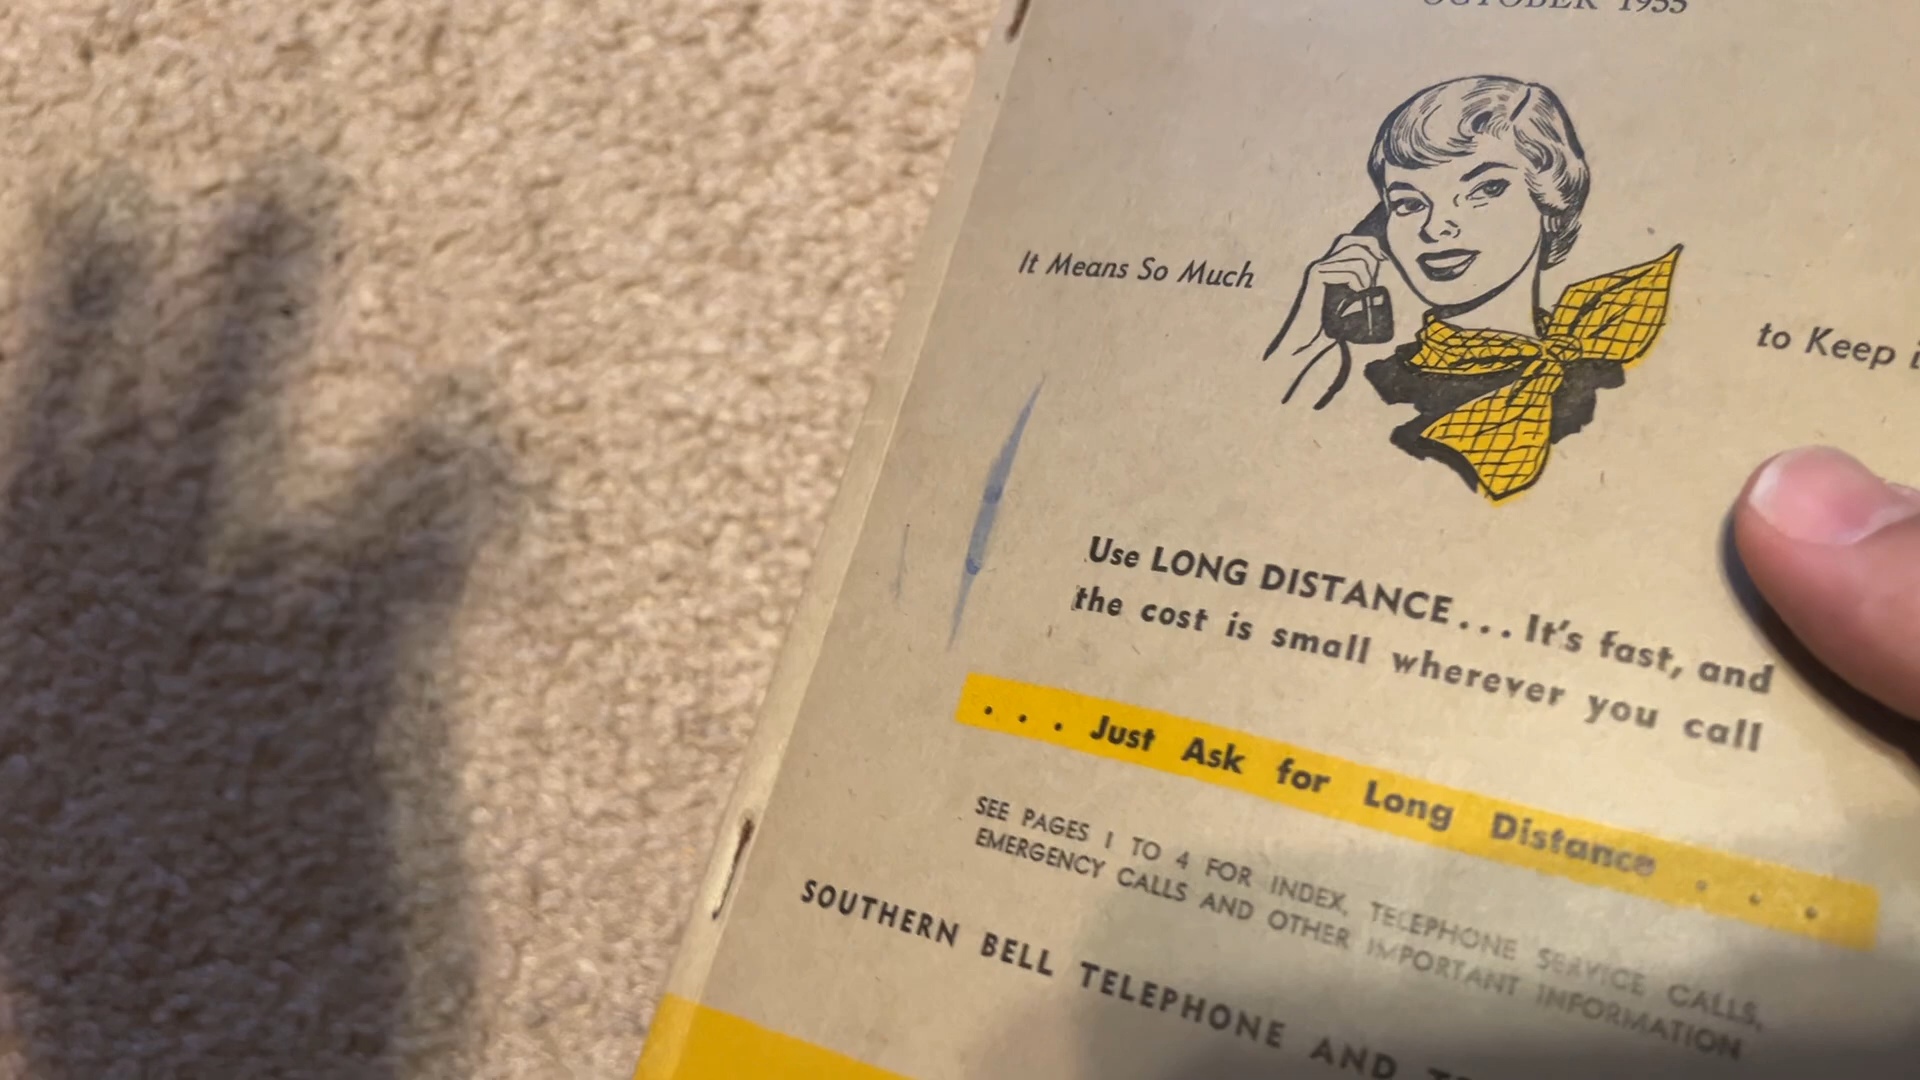 OCTOBER 1955
It Means So Much
to Keep
Use LONG DISTANCE... It's fast, and
the cost is small wherever you call
. . . Just Ask for Long Distance . . .
SEE PAGES 1 TO 4 FOR INDEX, TELEPHONE SERVICE CALLS,
EMERGENCY CALLS AND OTHER IMPORTANT INFORMATION
SOUTHERN BELL TELEPHONE AND